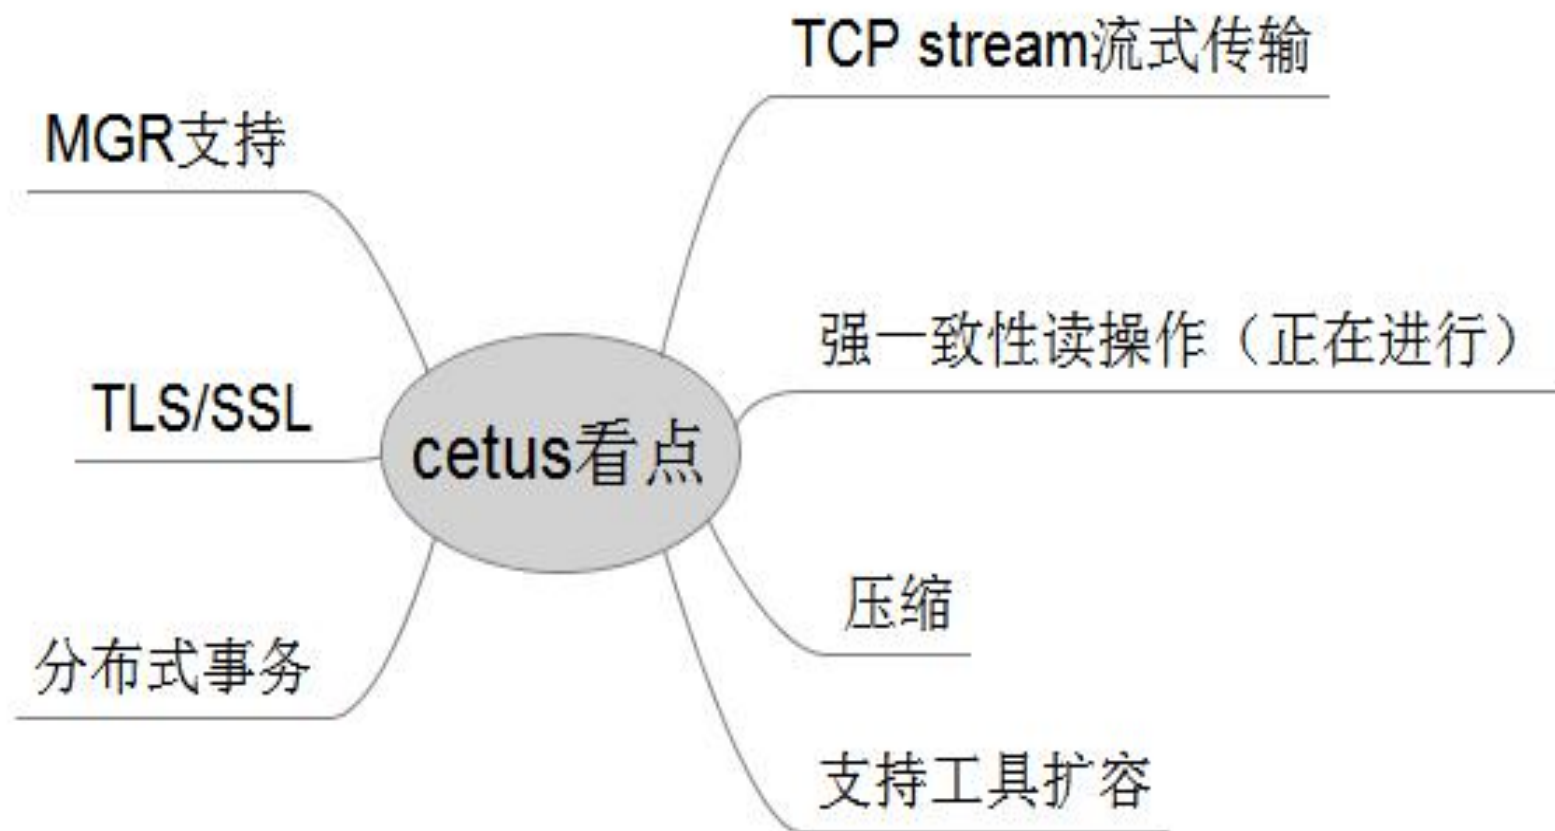 TCP stream流式传输
MGR支持
强一致性读操作（正在进行）
TLS/SSL
cetus看点
压缩
分布式事务
支持工具扩容